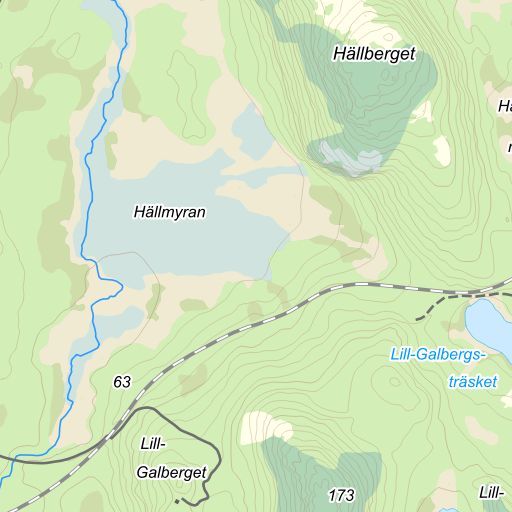 Hällberget
Hällmyran
Lill-Galbergs-
träsket
63
Lill-
Galberget
173
Lill-